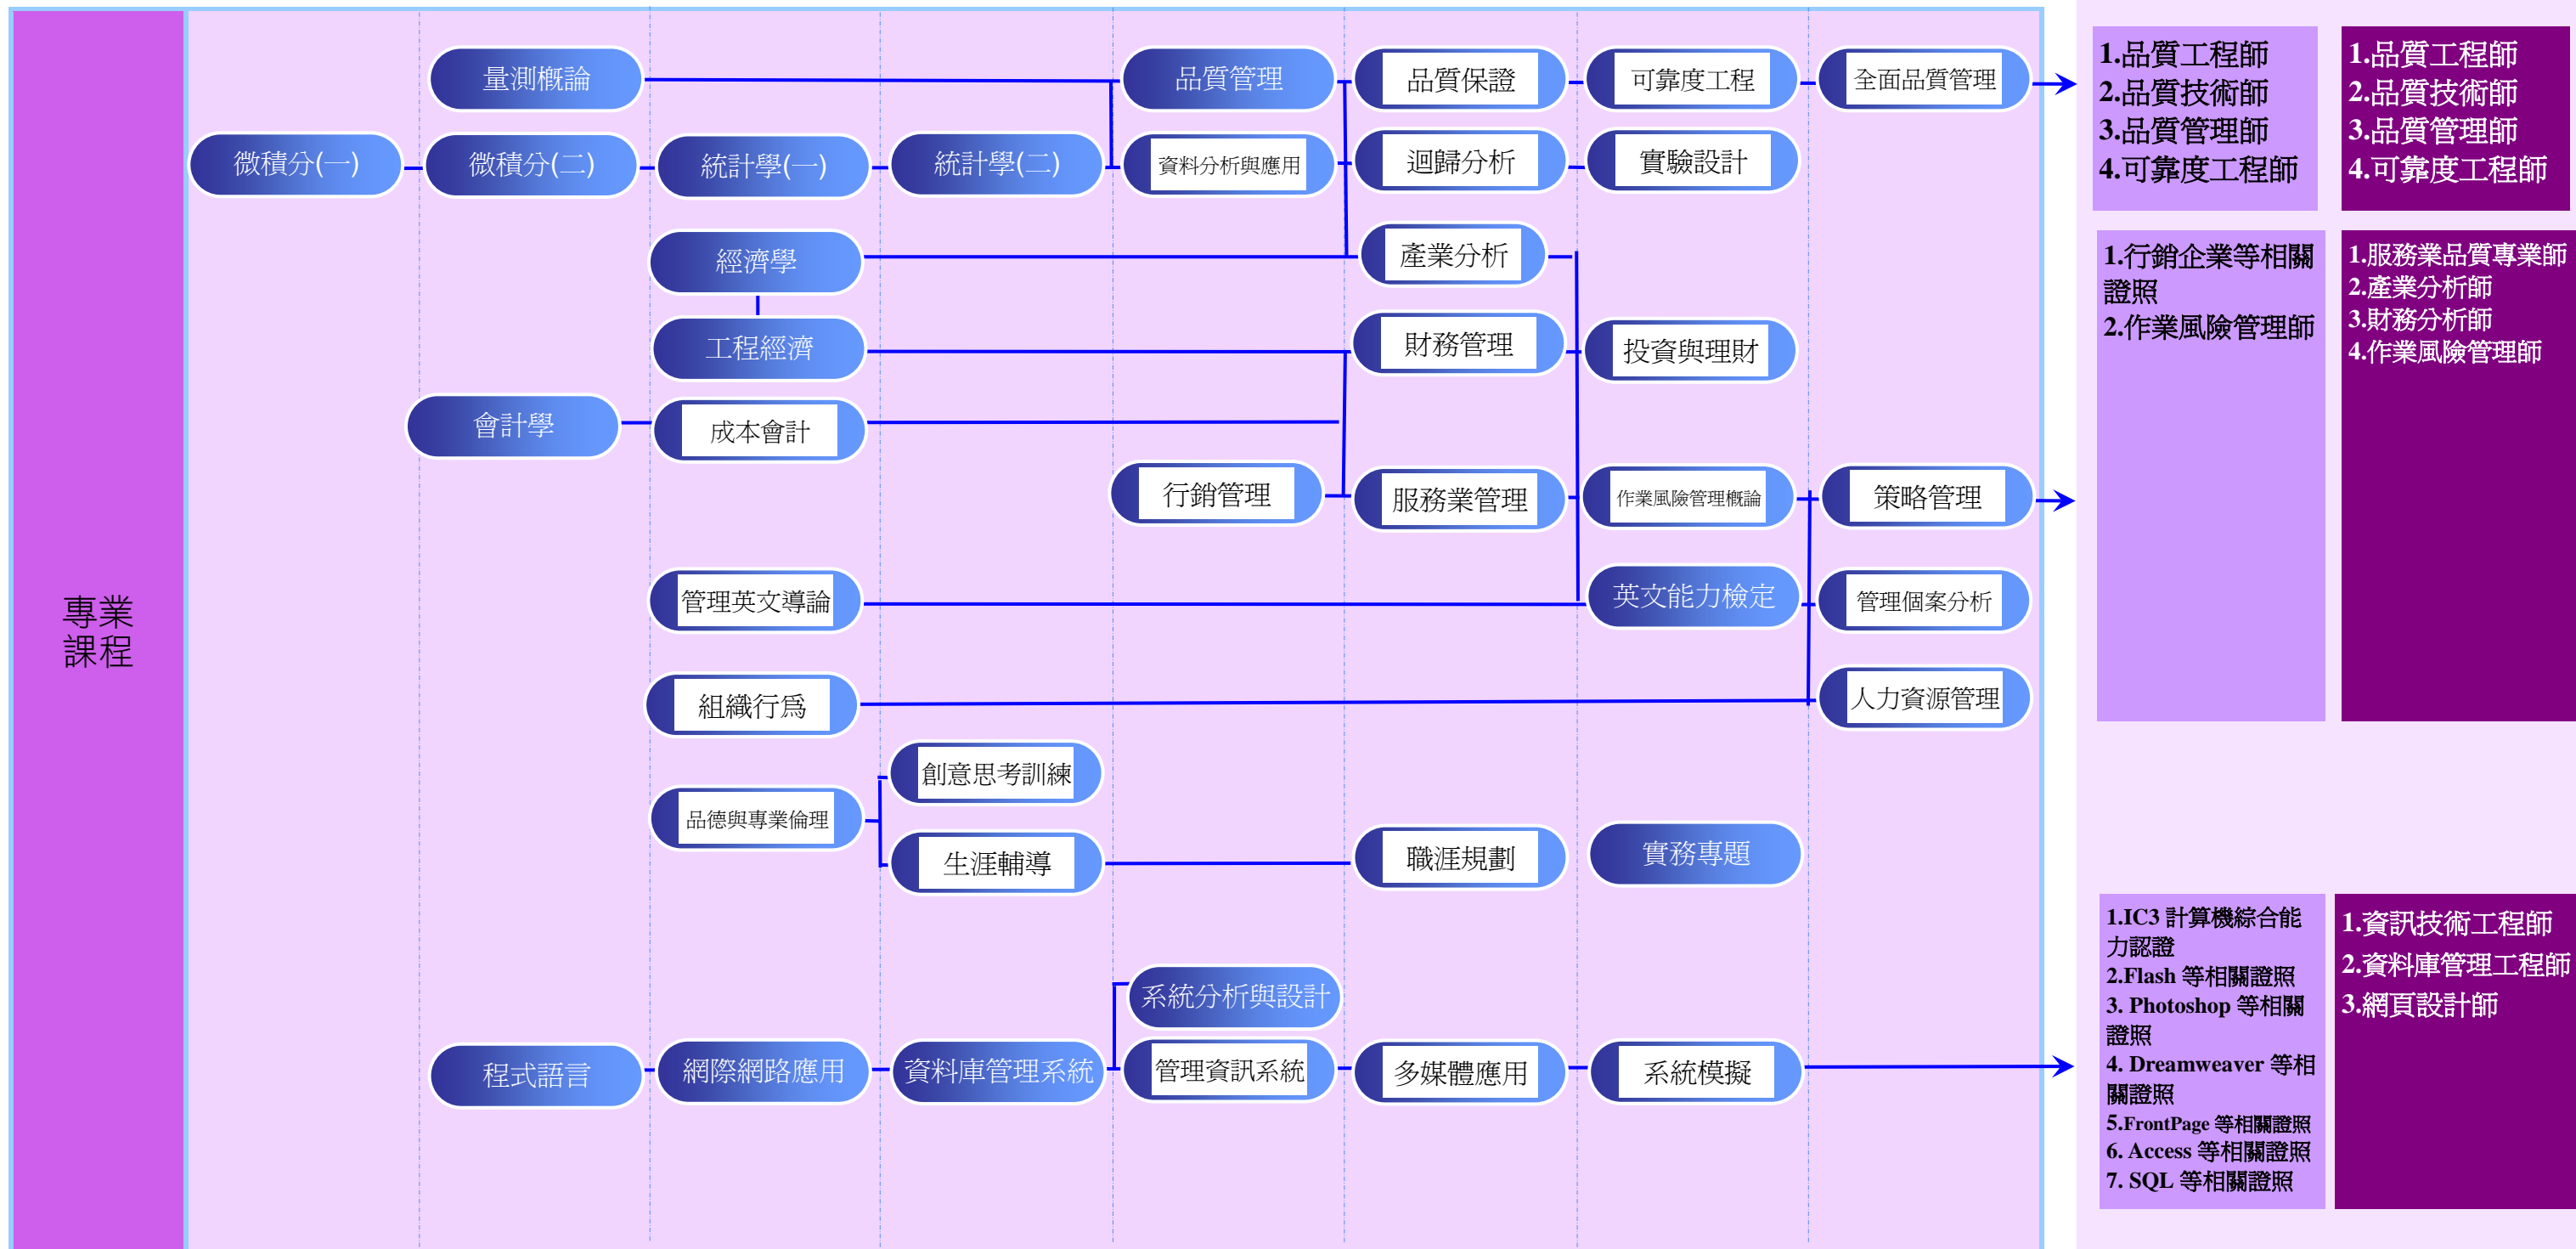 專業
課程
量測概論
品質管理
品質保證
可靠度工程
全面品質管理
微積分(一)
微積分(二)
統計學(一)
統計學(二)
資料分析與應用
迴歸分析
實驗設計
經濟學
產業分析
工程經濟
財務管理
投資與理財
會計學
成本會計
行銷管理
服務業管理
作業風險管理概論
策略管理
管理英文導論
英文能力檢定
管理個案分析
組織行為
人力資源管理
創意思考訓練
品德與專業倫理
生涯輔導
職涯規劃
實務專題
系統分析與設計
程式語言
網際網路應用
資料庫管理系統
管理資訊系統
多媒體應用
系統模擬
1.品質工程師
2.品質技術師
3.品質管理師
4.可靠度工程師
1.品質工程師
2.品質技術師
3.品質管理師
4.可靠度工程師
1.行銷企業等相關
證照
2.作業風險管理師
1.服務業品質專業師
2.產業分析師
3.財務分析師
4.作業風險管理師
1.IC3 計算機綜合能
力認證
2.Flash 等相關證照
3. Photoshop 等相關
證照
4. Dreamweaver 等相
關證照
5.FrontPage 等相關證照
6. Access 等相關證照
7. SQL 等相關證照
1.資訊技術工程師
2.資料庫管理工程師
3.網頁設計師